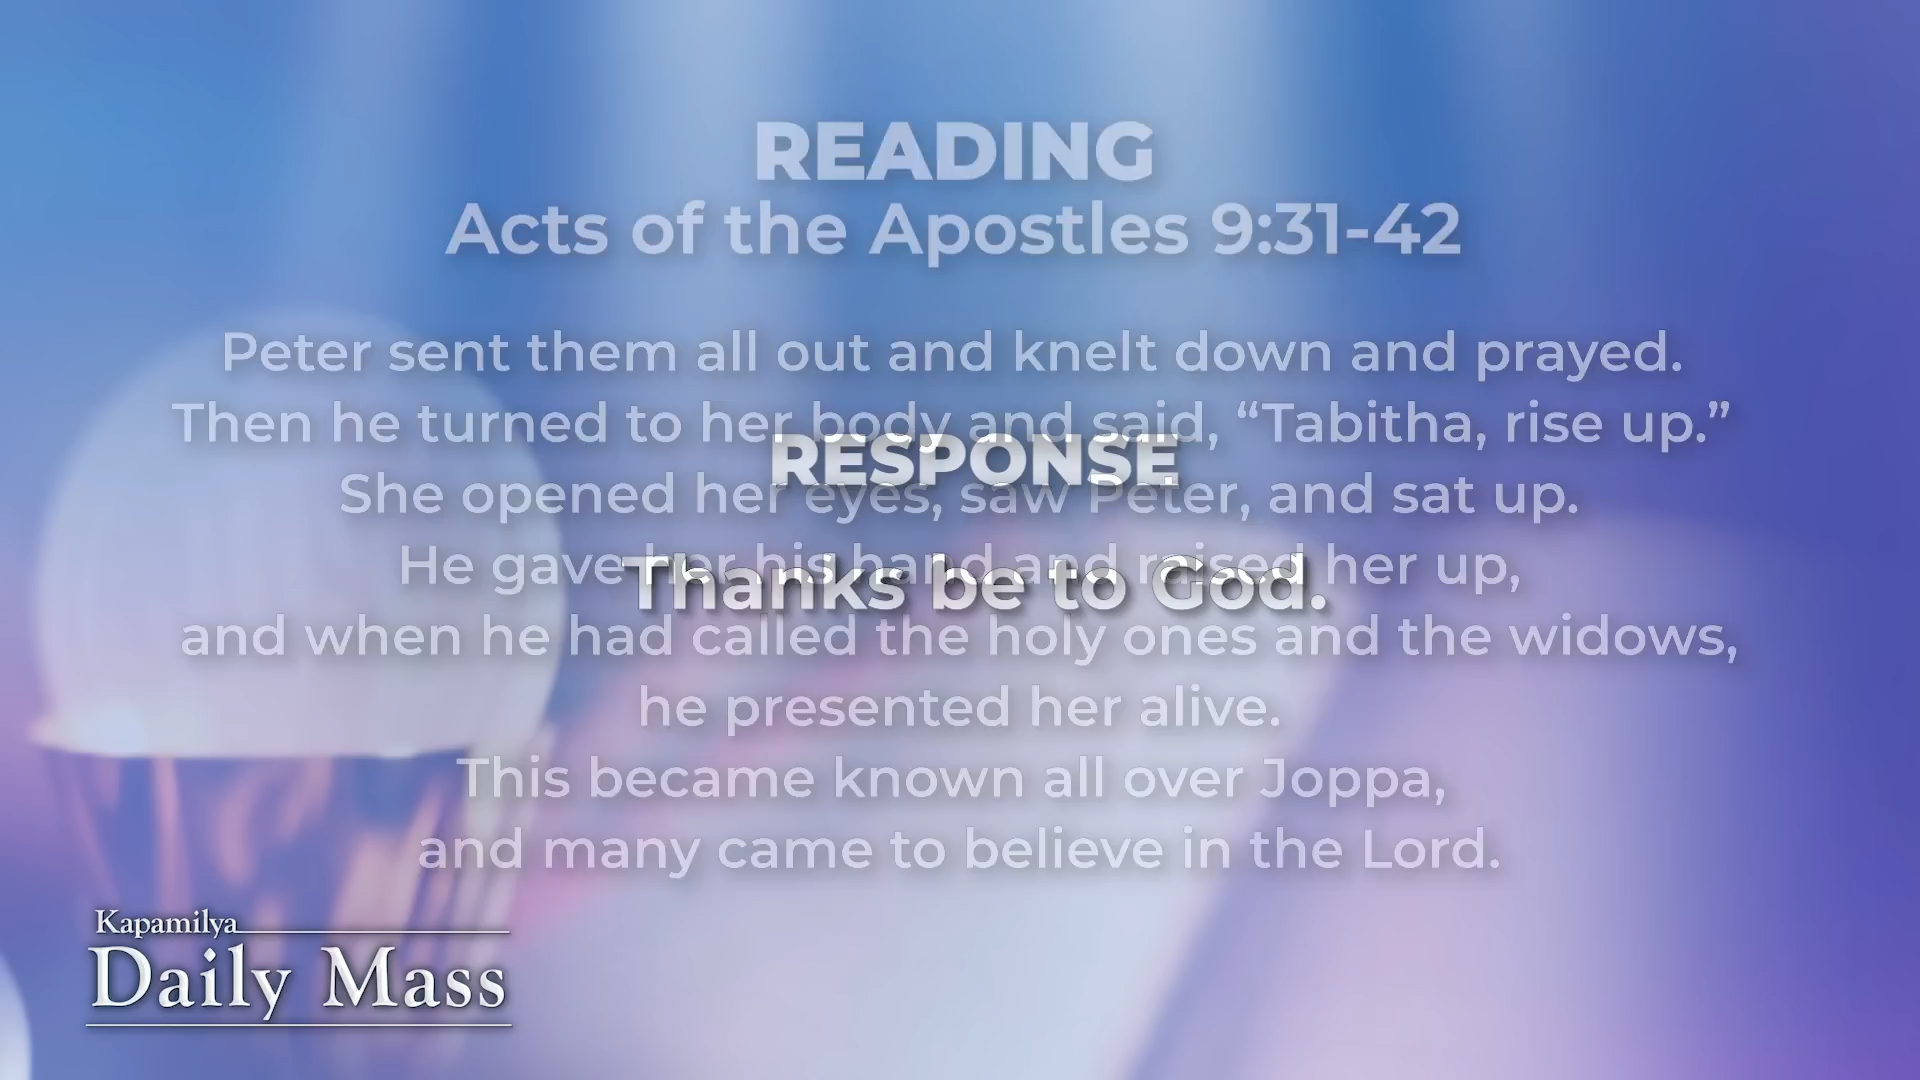 READING
Acts of the Apostles 9:31-42
Peter sent them all out and knelt down and prayed.
Then he turned to her body and said, “Tabitha, rise up.”
RESPONSE
She opened her eyes, saw Peter, and sat up.
He gave her his hand and raised her up,
Thanks be to God.
and when he had called the holy ones and the widows,
he presented her alive.
This became known all over Joppa,
and many came to believe in the Lord.
Kapamilya
Daily Mass